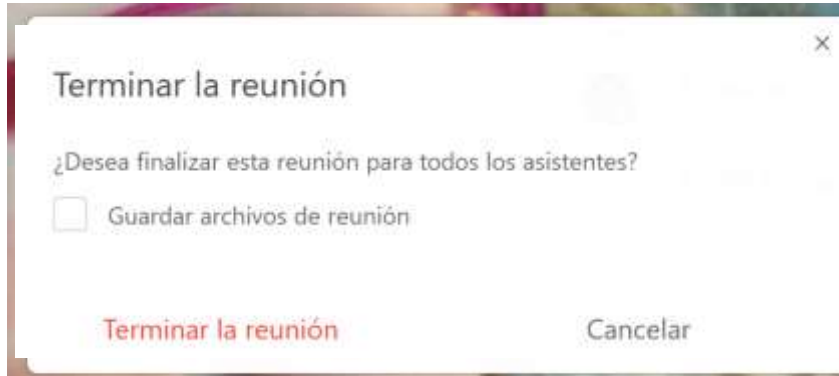 Terminar la reunión
¿Desea finalizar esta reunión para todos los asistentes?
Guardar archivos de reunión
Terminar la reunión
Cancelar